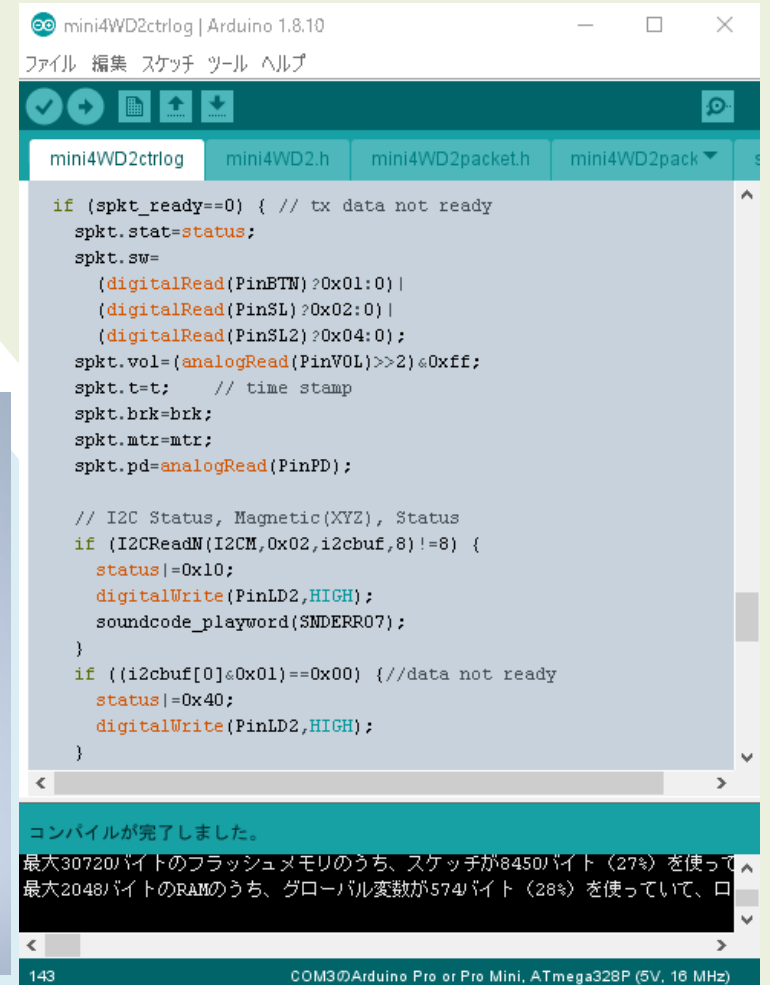 mini4WD2ctrlog | Arduino 1.8.10
ファイル 編集 スケッチ ツール ヘルプ
mini4WD2ctrlog mini4WD2.h mini4WD2packet.h mini4WD2pack s
if (spkt_ready==0) { // tx data not ready
spkt.stat=status;
spkt.sw=
(digitalRead(PinBTN)?0x01:0)|
(digitalRead(PinSL)?0x02:0)|
(digitalRead(PinSL2)?0x04:0);
spkt.vol=(analogRead(PinVOL)>>2)&0xff;
spkt.t=t; // time stamp
spkt.brk=brk;
spkt.mtr=mtr;
spkt.pd=analogRead(PinPD);
// I2C Status, Magnetic(XYZ), Status
if (I2CReadN(I2CM,0x02,i2cbuf,8)!=8) {
status|=0x10;
digitalWrite(PinLD2,HIGH);
soundcode_playword(SNDERR07);
}
if ((i2cbuf[0]&0x01)==0x00) {//data not ready
status|=0x40;
digitalWrite(PinLD2,HIGH);
}
コンパイルが完了しました。
最大30720バイトのフラッシュメモリのうち、スケッチが8450バイト（27%）を使って
最大2048バイトのRAMのうち、グローバル変数が574バイト（28%）を使っていて、ロ
143 COM3のArduino Pro or Pro Mini, ATmega328P (5V, 16 MHz)